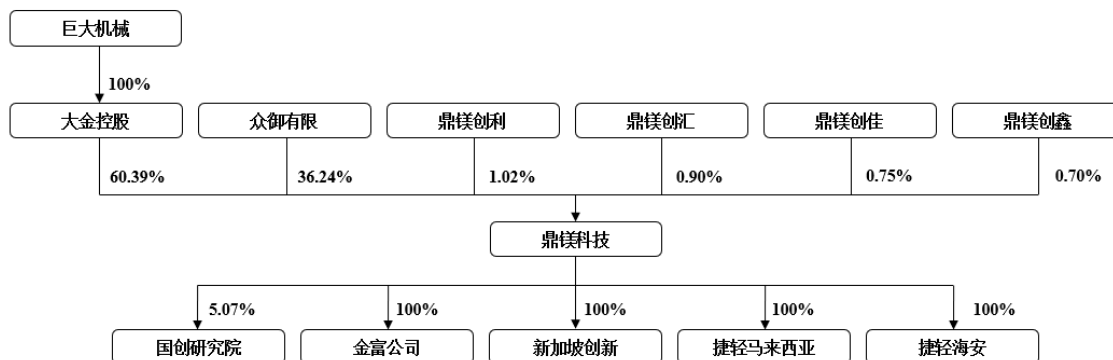 巨大机械
100%
大金控股
众御有限
鼎镁创利
鼎镁创汇
鼎镁创佳
鼎镁创鑫
60.39%
36.24%
1.02%
0.90%
0.75%
0.70%
鼎镁科技
5.07%
100%
100%
100%
100%
国创研究院
金富公司
新加坡创新
捷轻马来西亚
捷轻海安